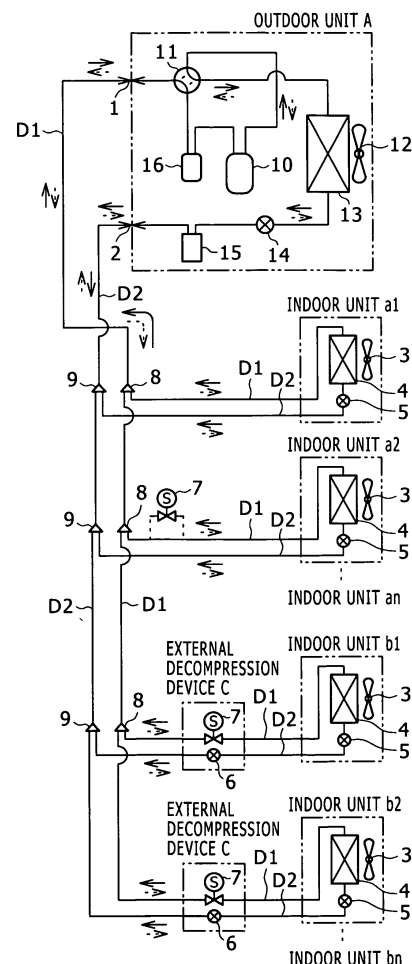 OUTDOOR UNIT A
11
1
D1
12
16
10
13
2
15
14
D2
INDOOR UNIT a1
9
8
D1
D2
3
4
5
INDOOR UNIT a2
9
8
S
7
D1
D2
3
4
5
INDOOR UNIT an
D2
D1
EXTERNAL
DECOMPRESSION
DEVICE C
INDOOR UNIT b1
9
8
S
7
D1
D2
3
4
5
6
EXTERNAL
DECOMPRESSION
DEVICE C
INDOOR UNIT b2
S
7
D1
D2
3
4
5
6
INDOOR UNIT bn